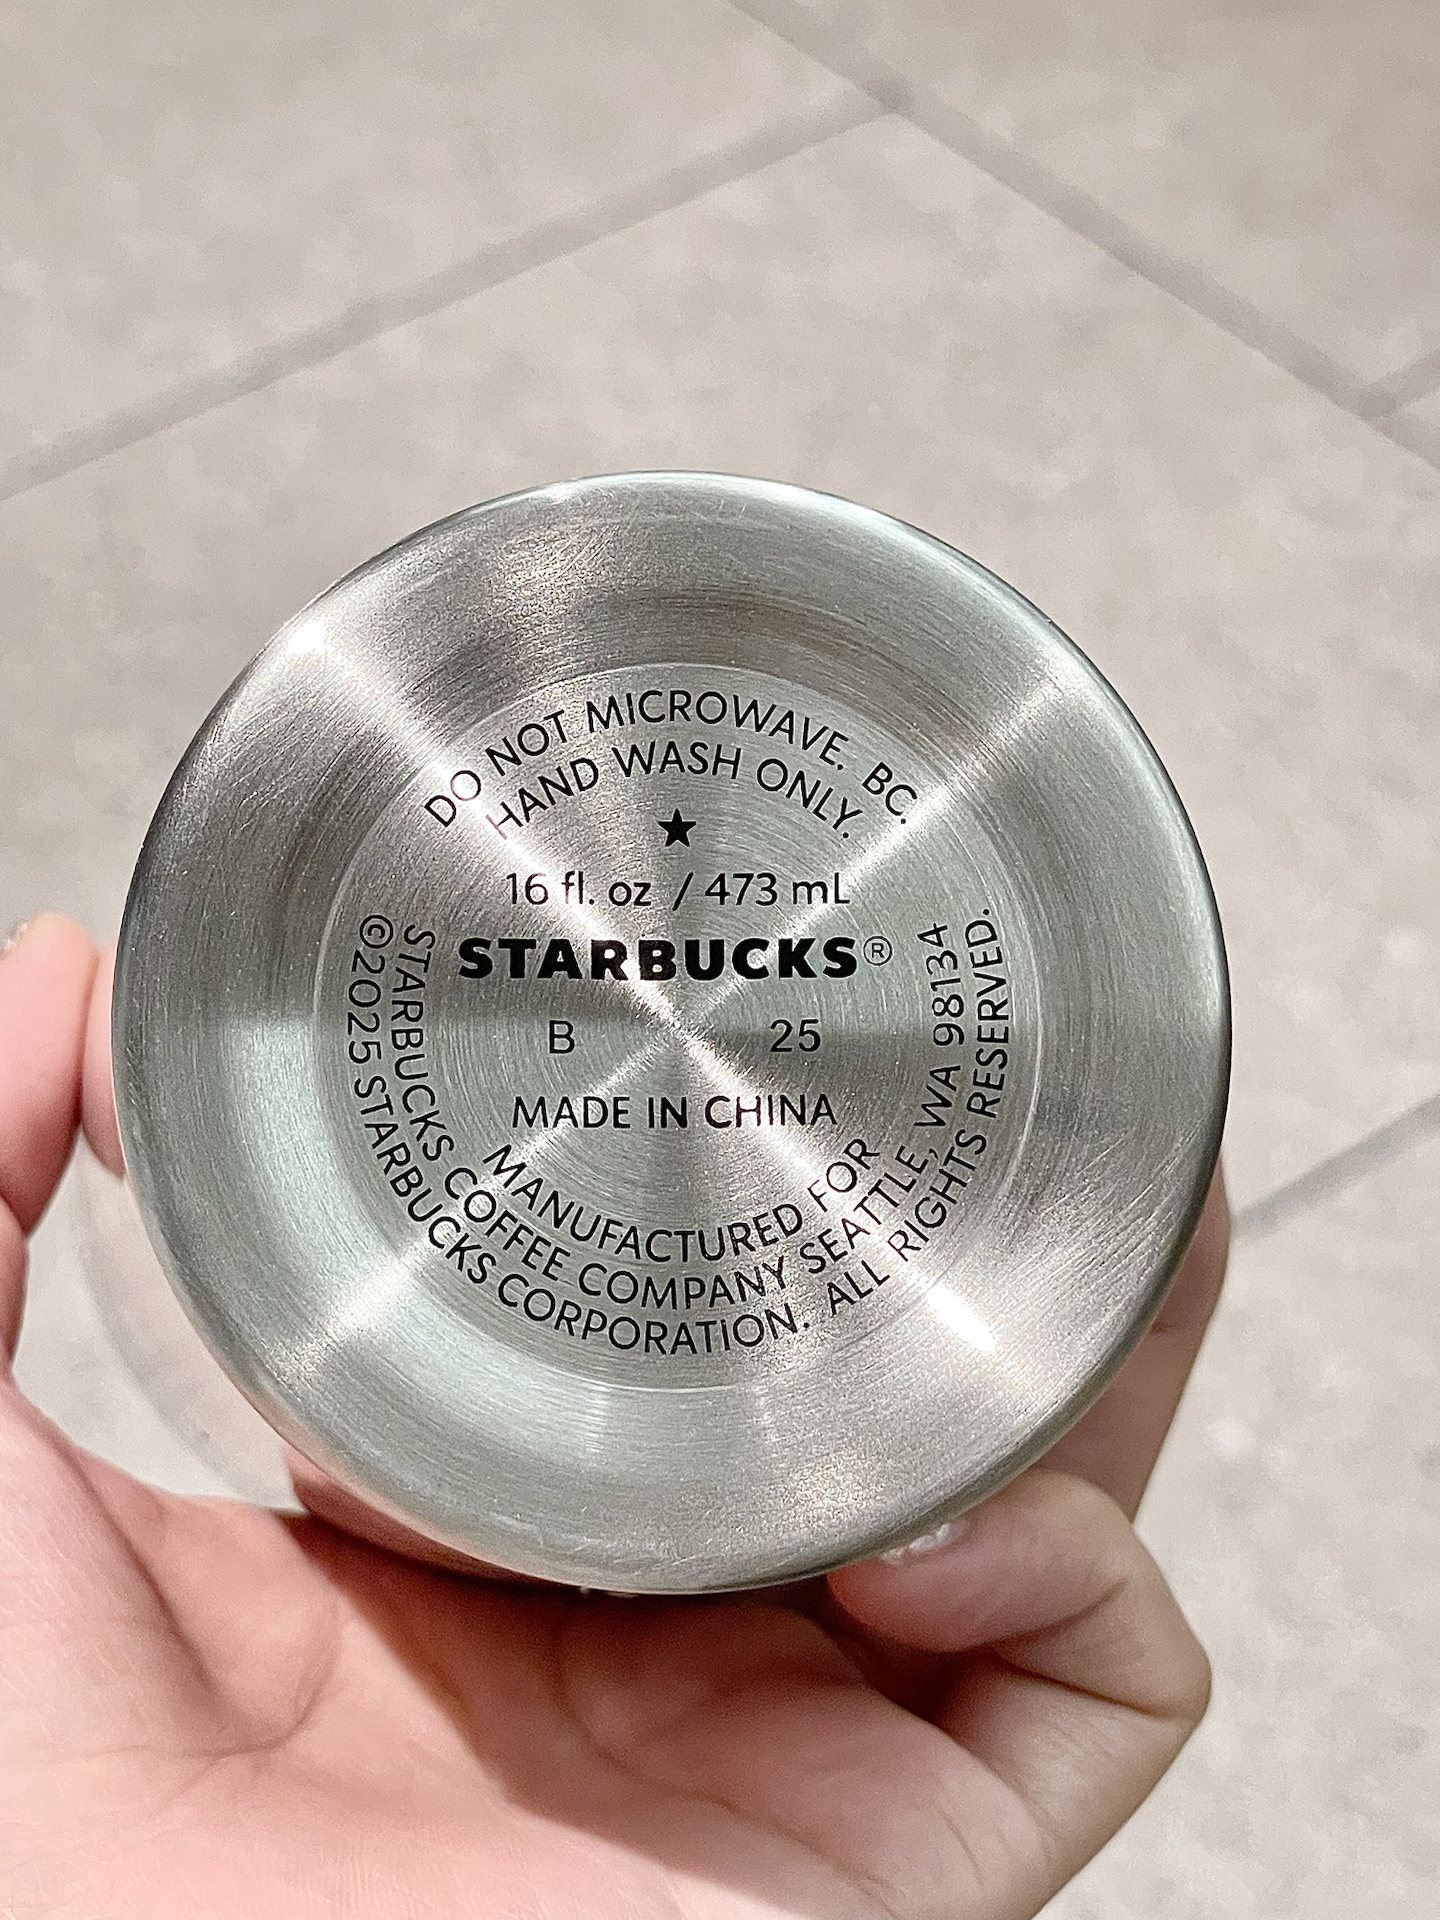 DO NOT MICROWAVE. BC.
HAND WASH ONLY.
★
16 fl. oz / 473 mL
STARBUCKS®
B 25
MADE IN CHINA
MANUFACTURED FOR
STARBUCKS COFFEE COMPANY SEATTLE, WA 98134
©2025 STARBUCKS CORPORATION. ALL RIGHTS RESERVED.